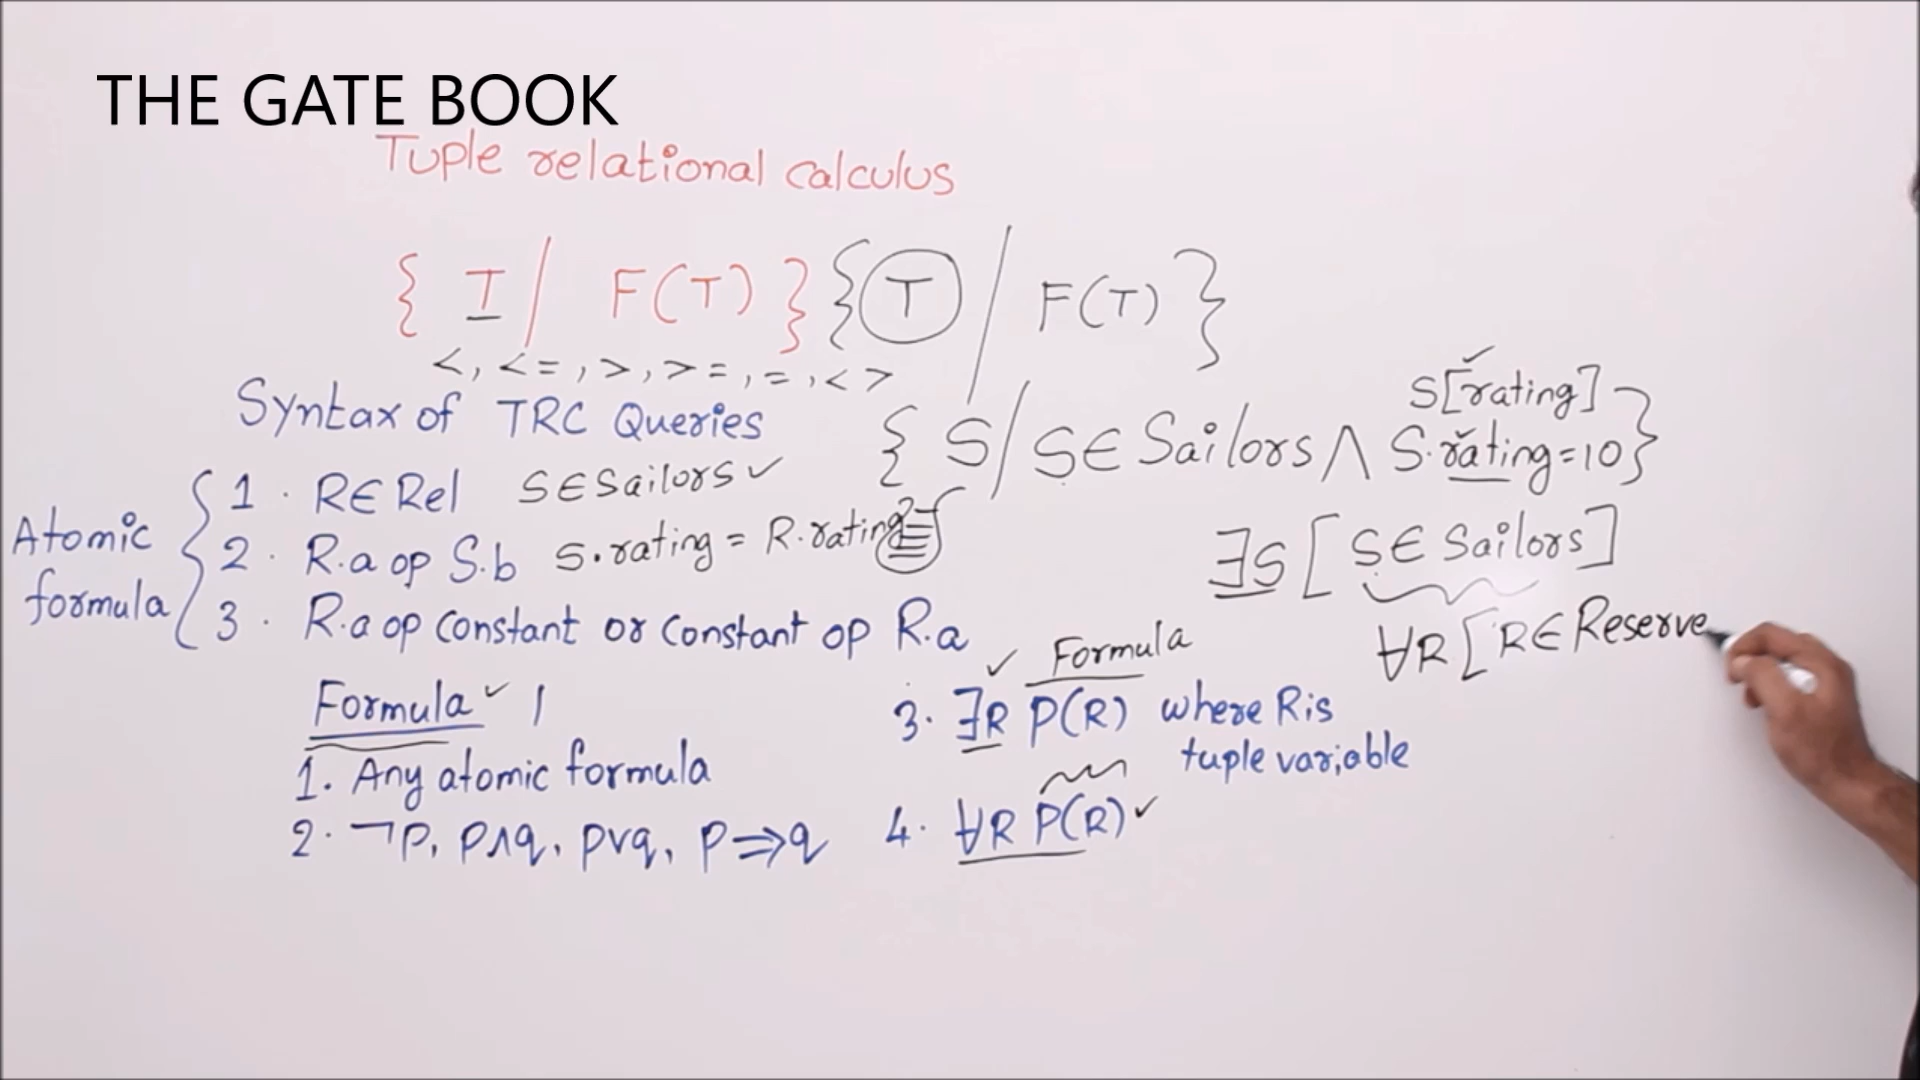 THE GATE BOOK
Tuple relational calculus
{ T / F(T) } { T / F(T) }
<, <=, >, >=, =, <>
Syntax of TRC Queries
S[rating]
{ S / S∈Sailors ∧ S.rating=10 }
Atomic formula
1. R∈Rel S∈Sailors ✓
2. R.a op S.b S.rating = R.rating
3. R.a op constant or constant op R.a
∃S [ S∈Sailors ]
∀R [ R∈Reserve
Formula ✓
1. Any atomic formula
2. ¬p, p∧q, p∨q, p⇒q
✓ Formula
3. ∃R P(R) where R is
tuple variable
4. ∀R P(R) ✓